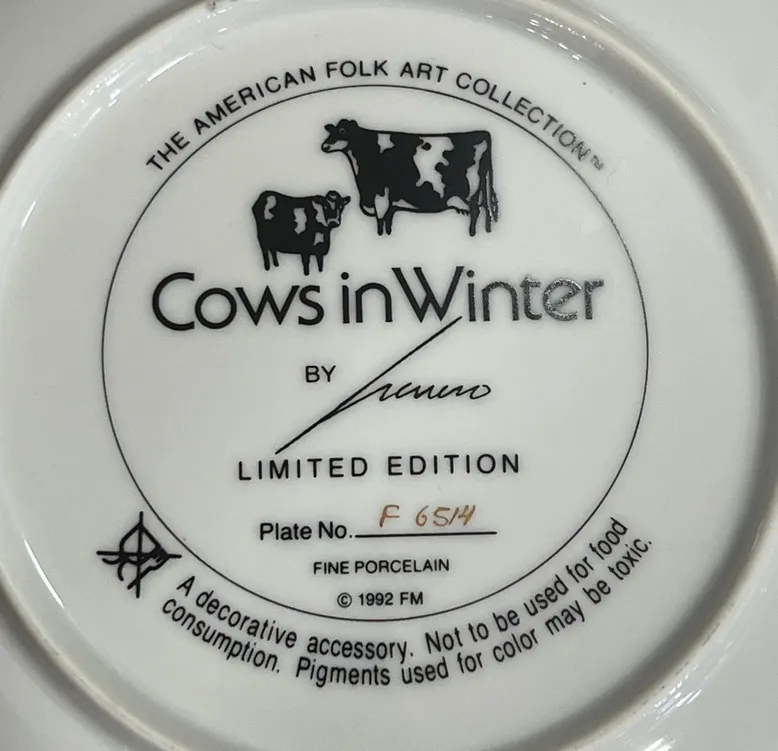 THE AMERICAN FOLK ART COLLECTION™
Cows in Winter
BY
LIMITED EDITION
Plate No. F 6514
FINE PORCELAIN
© 1992 FM
A decorative accessory. Not to be used for food
consumption. Pigments used for color may be toxic.